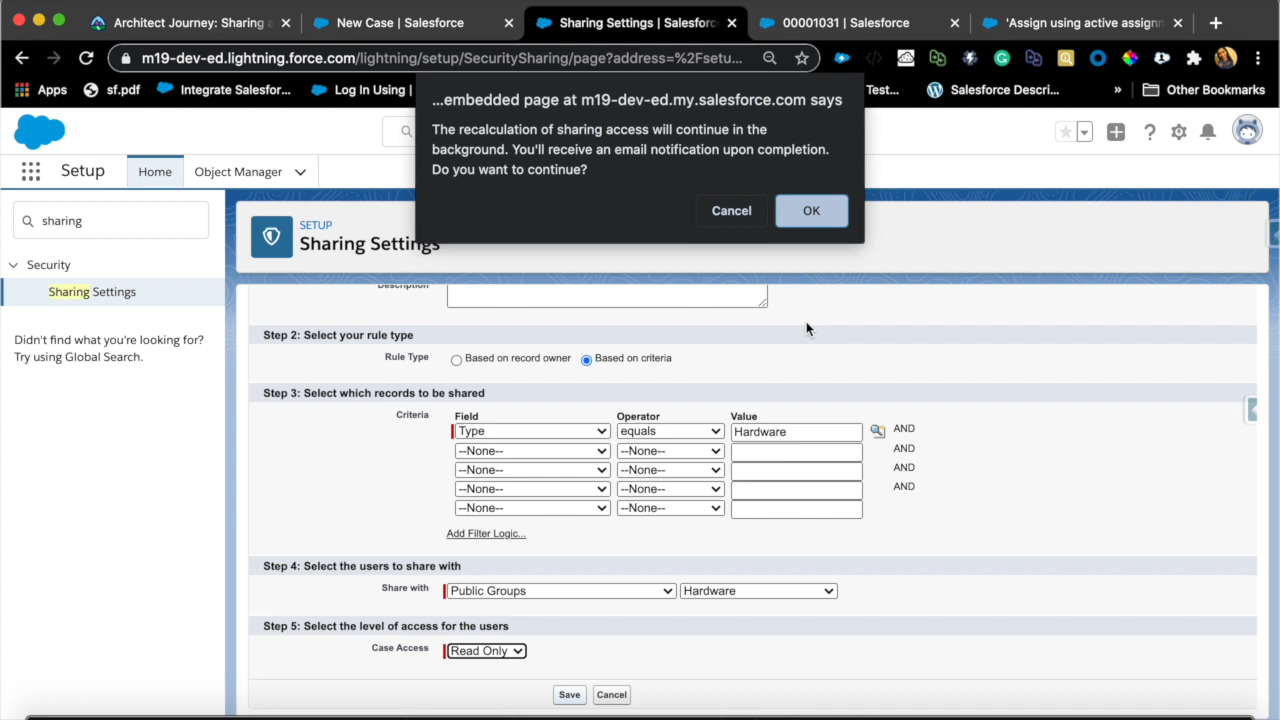 Architect Journey: Sharing a
New Case | Salesforce
Sharing Settings | Salesforc
00001031 | Salesforce
'Assign using active assignm
m19-dev-ed.lightning.force.com/lightning/setup/SecuritySharing/page?address=%2Fsetu...
Apps
sf.pdf
Integrate Salesfor...
Log In Using |
Test...
Salesforce Descri...
»
Other Bookmarks
...embedded page at m19-dev-ed.my.salesforce.com says
The recalculation of sharing access will continue in the
background. You'll receive an email notification upon completion.
Do you want to continue?
Cancel
OK
Setup
Home
Object Manager
sharing
Security
Sharing Settings
Didn't find what you're looking for?
Try using Global Search.
SETUP
Sharing Settings
Description
Step 2: Select your rule type
Rule Type
Based on record owner
Based on criteria
Step 3: Select which records to be shared
Criteria
Field
Operator
Value
Type
equals
Hardware
AND
--None--
--None--
AND
--None--
--None--
AND
--None--
--None--
AND
--None--
--None--
Add Filter Logic...
Step 4: Select the users to share with
Share with
Public Groups
Hardware
Step 5: Select the level of access for the users
Case Access
Read Only
Save
Cancel